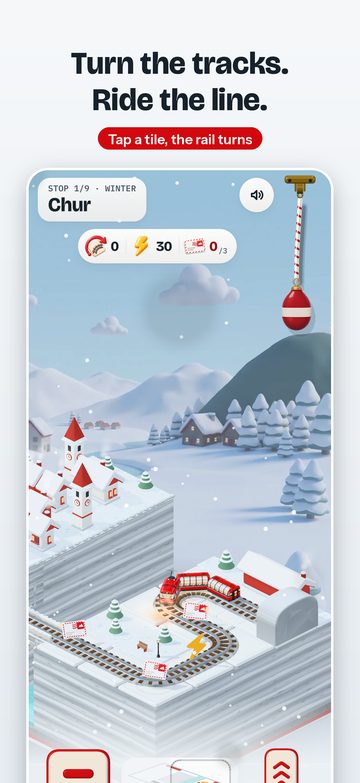 Turn the tracks.
Ride the line.
Tap a tile, the rail turns
STOP 1/9 · WINTER
Chur
0 30 0/3